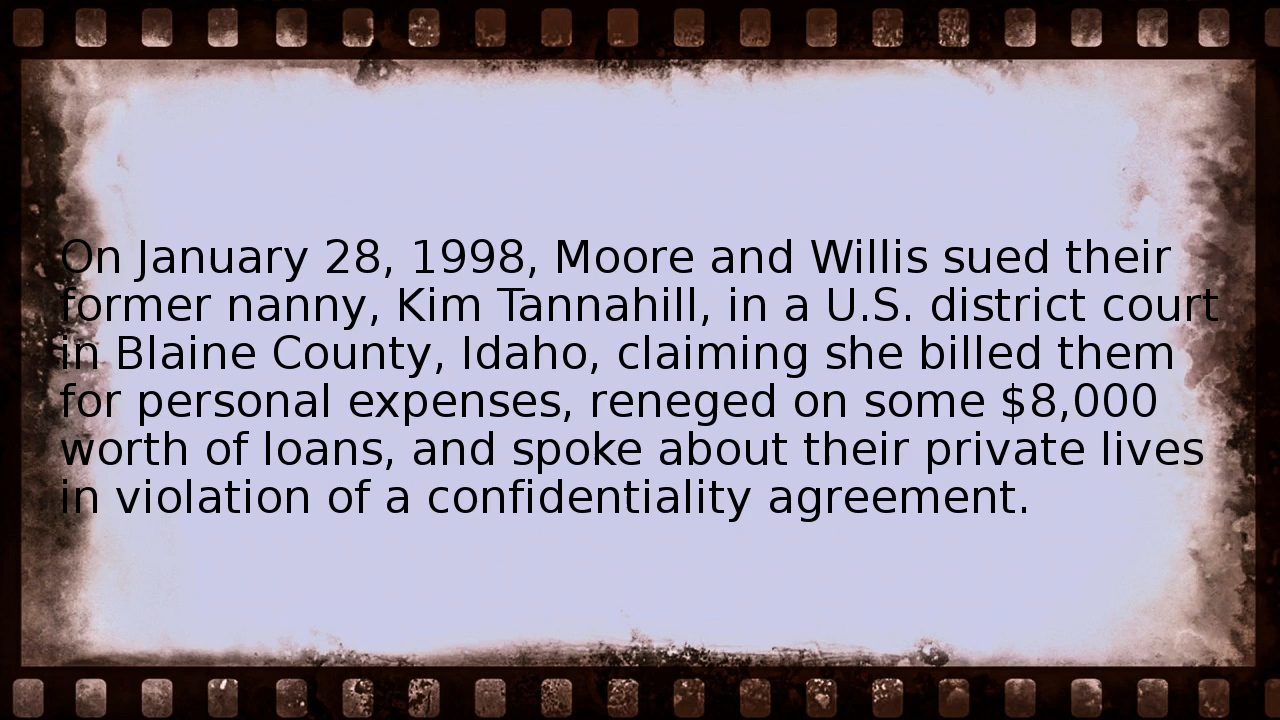 On January 28, 1998, Moore and Willis sued their
former nanny, Kim Tannahill, in a U.S. district court
in Blaine County, Idaho, claiming she billed them
for personal expenses, reneged on some $8,000
worth of loans, and spoke about their private lives
in violation of a confidentiality agreement.